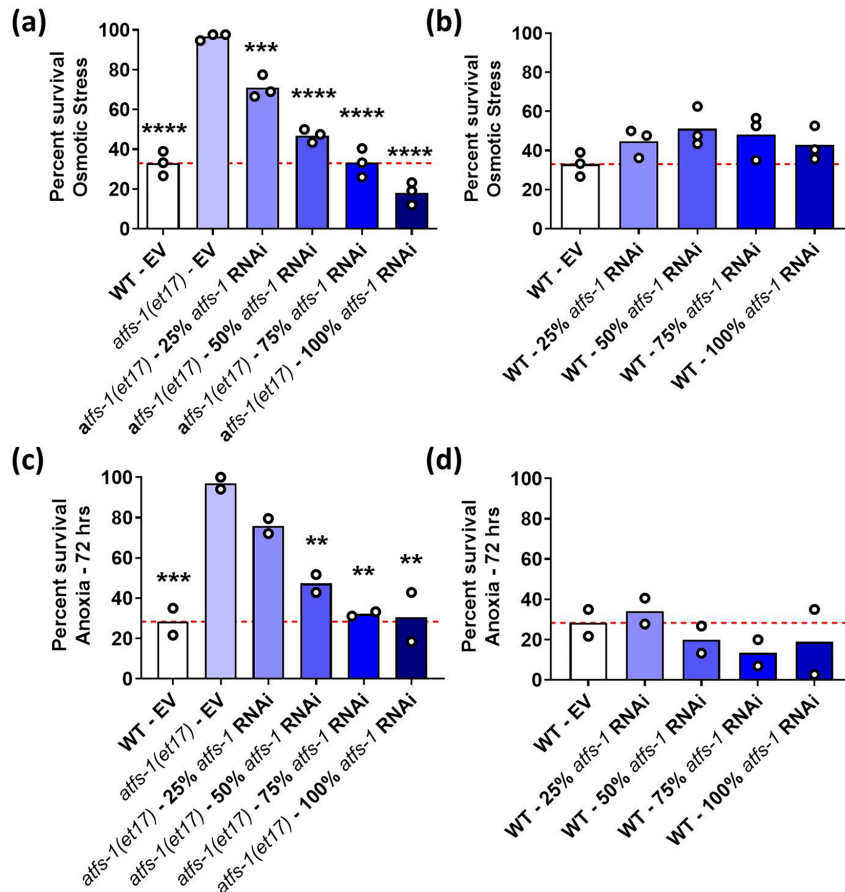 (a)
Percent survival
Osmotic Stress
100
80
60
40
20
0
****
***
****
****
****
WT - EV
atfs-1(et17) - EV
atfs-1(et17) - 25% atfs-1 RNAi
atfs-1(et17) - 50% atfs-1 RNAi
atfs-1(et17) - 75% atfs-1 RNAi
atfs-1(et17) - 100% atfs-1 RNAi
(b)
Percent survival
Osmotic Stress
100
80
60
40
20
0
WT - EV
WT - 25% atfs-1 RNAi
WT - 50% atfs-1 RNAi
WT - 75% atfs-1 RNAi
WT - 100% atfs-1 RNAi
(c)
Percent survival
Anoxia - 72 hrs
100
80
60
40
20
0
***
**
**
**
WT - EV
atfs-1(et17) - EV
atfs-1(et17) - 25% atfs-1 RNAi
atfs-1(et17) - 50% atfs-1 RNAi
atfs-1(et17) - 75% atfs-1 RNAi
atfs-1(et17) - 100% atfs-1 RNAi
(d)
Percent survival
Anoxia - 72 hrs
100
80
60
40
20
0
WT - EV
WT - 25% atfs-1 RNAi
WT - 50% atfs-1 RNAi
WT - 75% atfs-1 RNAi
WT - 100% atfs-1 RNAi